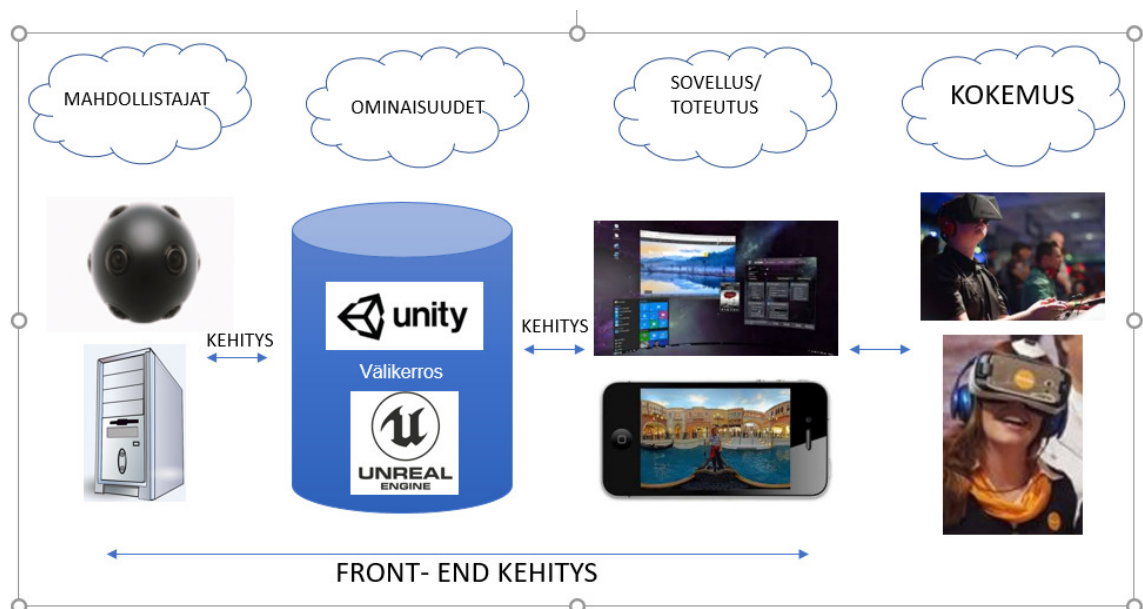 MAHDOLLISTAJAT
OMINAISUUDET
SOVELLUS/
TOTEUTUS
KOKEMUS
KEHITYS
unity
Välikerros
UNREAL
ENGINE
KEHITYS
FRONT- END KEHITYS